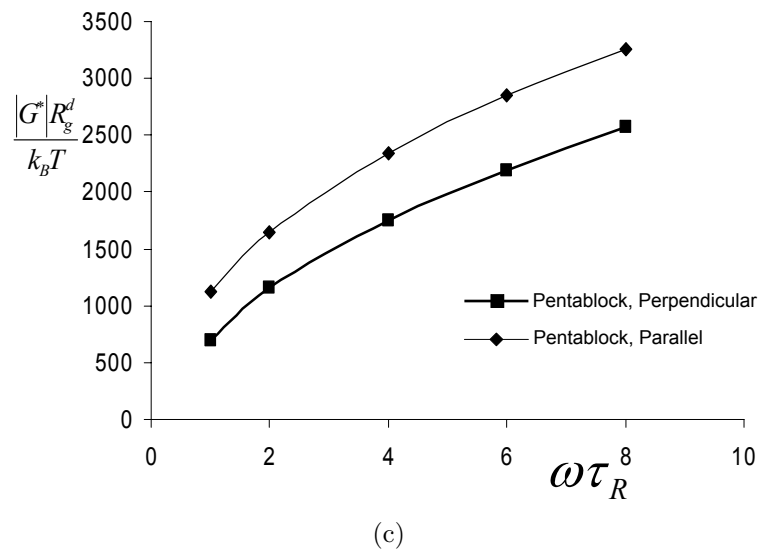 3500
3000
2500
2000
1500
1000
500
0
|G*|R_g^d
k_BT
Pentablock, Perpendicular
Pentablock, Parallel
0 2 4 6 8 10
ωτ_R
(c)